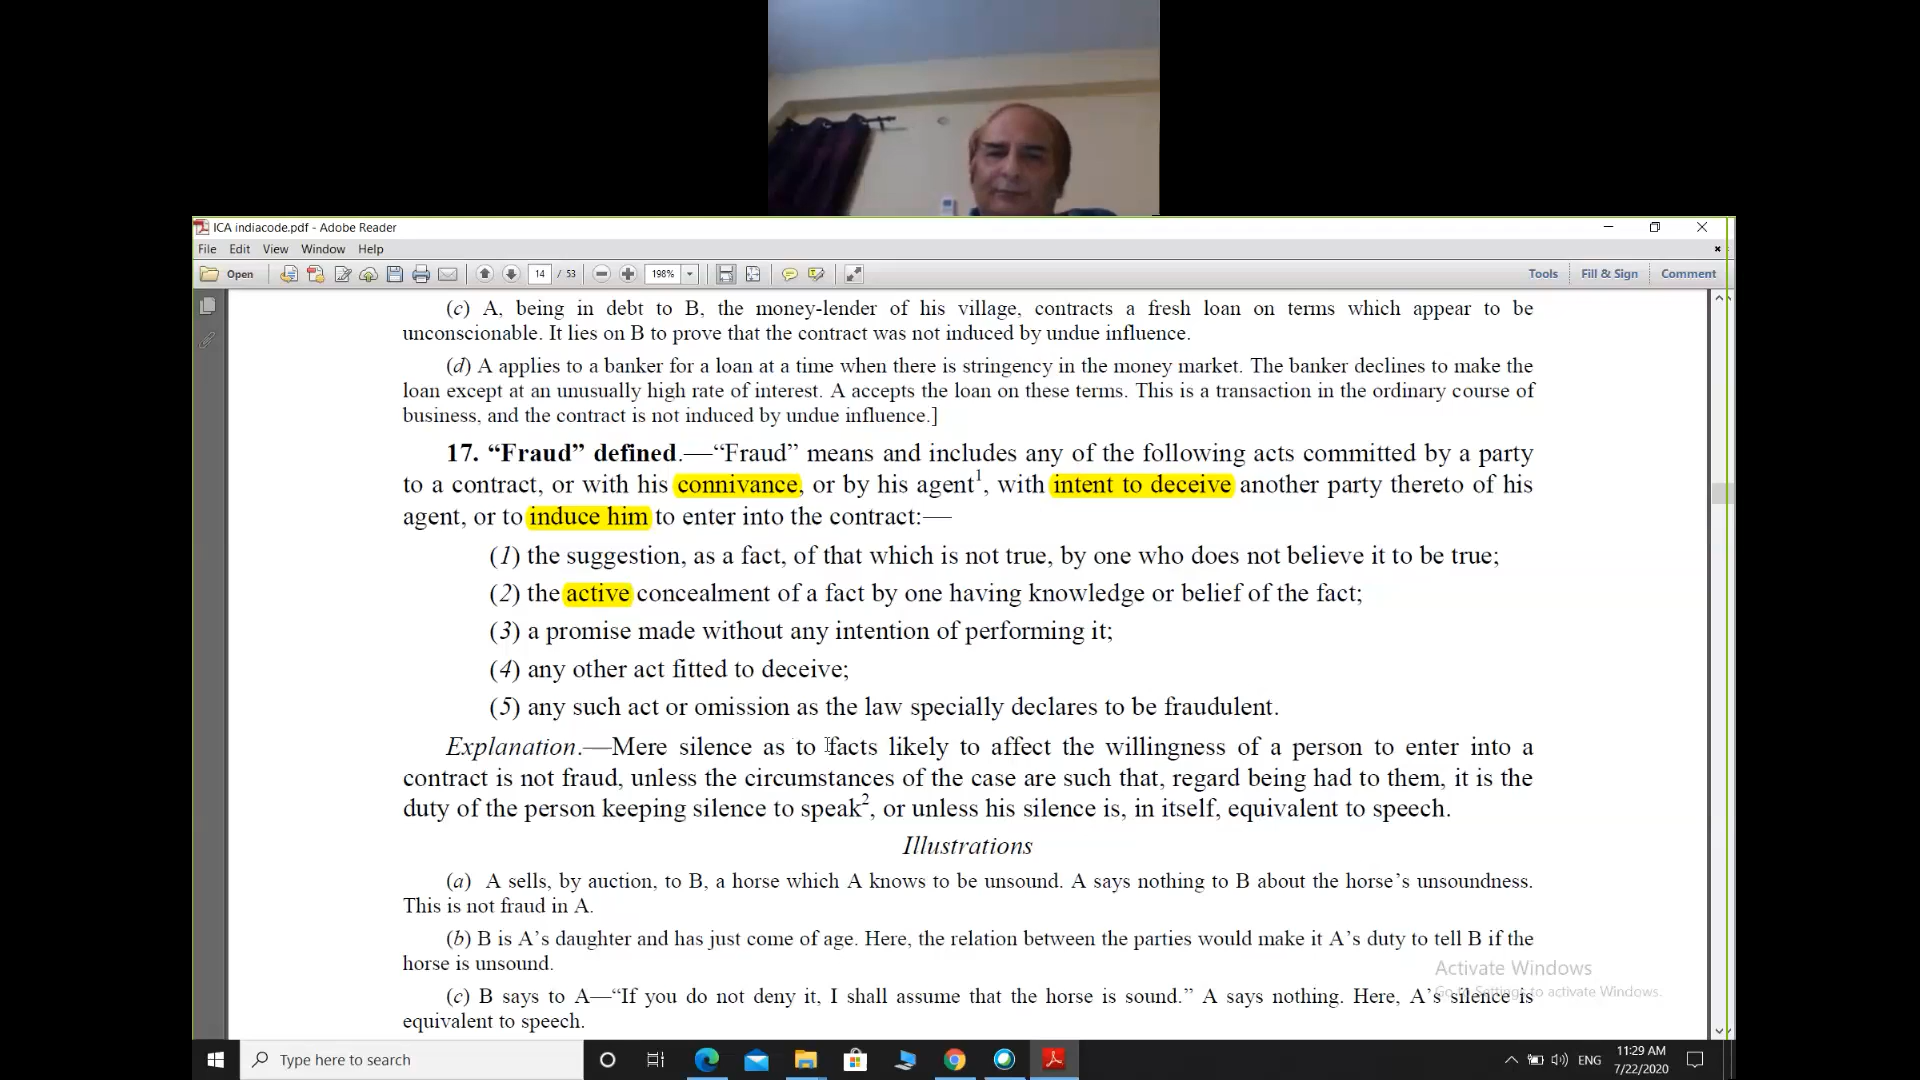 ICA indiacode.pdf - Adobe Reader
File Edit View Window Help
Open 14 / 53 198% Tools Fill & Sign Comment
(c) A, being in debt to B, the money-lender of his village, contracts a fresh loan on terms which appear to be
unconscionable. It lies on B to prove that the contract was not induced by undue influence.
(d) A applies to a banker for a loan at a time when there is stringency in the money market. The banker declines to make the
loan except at an unusually high rate of interest. A accepts the loan on these terms. This is a transaction in the ordinary course of
business, and the contract is not induced by undue influence.]
17. “Fraud” defined.—“Fraud” means and includes any of the following acts committed by a party
to a contract, or with his connivance, or by his agent1, with intent to deceive another party thereto of his
agent, or to induce him to enter into the contract:—
(1) the suggestion, as a fact, of that which is not true, by one who does not believe it to be true;
(2) the active concealment of a fact by one having knowledge or belief of the fact;
(3) a promise made without any intention of performing it;
(4) any other act fitted to deceive;
(5) any such act or omission as the law specially declares to be fraudulent.
Explanation.—Mere silence as to facts likely to affect the willingness of a person to enter into a
contract is not fraud, unless the circumstances of the case are such that, regard being had to them, it is the
duty of the person keeping silence to speak2, or unless his silence is, in itself, equivalent to speech.
Illustrations
(a) A sells, by auction, to B, a horse which A knows to be unsound. A says nothing to B about the horse’s unsoundness.
This is not fraud in A.
(b) B is A’s daughter and has just come of age. Here, the relation between the parties would make it A’s duty to tell B if the
horse is unsound.
Activate Windows
Go to Settings to activate Windows.
(c) B says to A—“If you do not deny it, I shall assume that the horse is sound.” A says nothing. Here, A’s silence is
equivalent to speech.
Type here to search
ENG
11:29 AM
7/22/2020